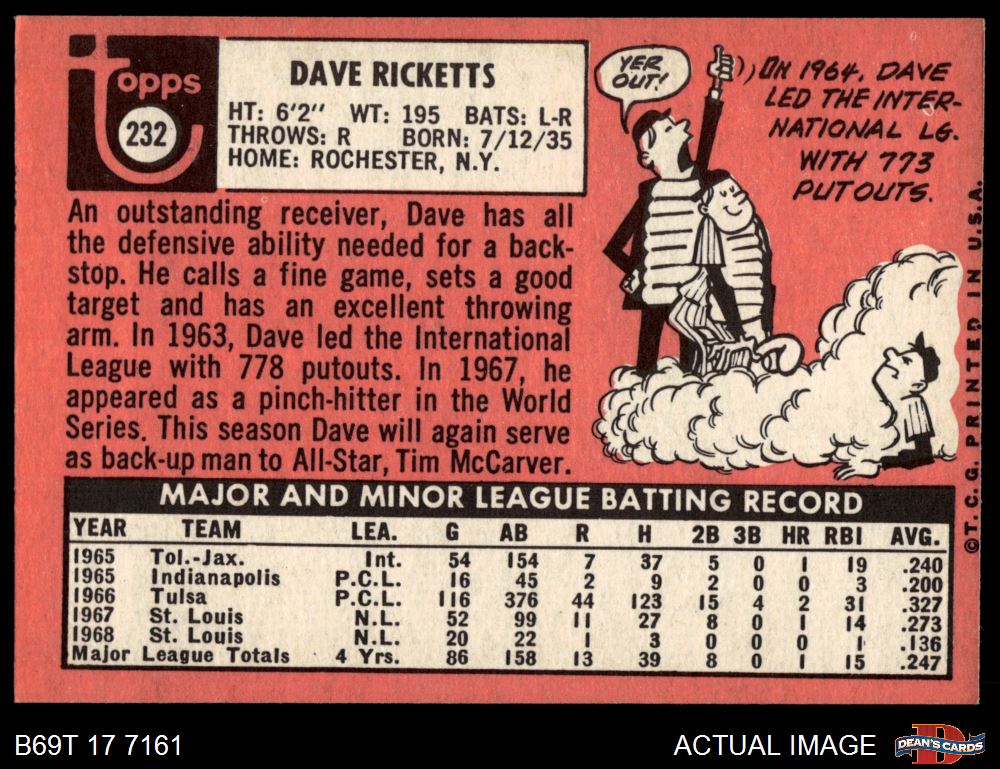 Topps
232
DAVE RICKETTS
HT: 6'2" WT: 195 BATS: L-R
THROWS: R BORN: 7/12/35
HOME: ROCHESTER, N.Y.
An outstanding receiver, Dave has all
the defensive ability needed for a back-
stop. He calls a fine game, sets a good
target and has an excellent throwing
arm. In 1963, Dave led the International
League with 778 putouts. In 1967, he
appeared as a pinch-hitter in the World
Series. This season Dave will again serve
as back-up man to All-Star, Tim McCarver.
YER
OUT!
IN 1964, DAVE
LED THE INTER-
NATIONAL LG.
WITH 773
PUTOUTS.
©T.C.G. PRINTED IN U.S.A.
MAJOR AND MINOR LEAGUE BATTING RECORD
YEAR TEAM LEA. G AB R H 2B 3B HR RBI AVG.
1965 Tol.-Jax. Int. 54 154 7 37 5 0 1 19 .240
1965 Indianapolis P.C.L. 16 45 2 9 2 0 0 3 .200
1966 Tulsa P.C.L. 116 376 44 123 15 4 2 31 .327
1967 St. Louis N.L. 52 99 11 27 8 0 1 14 .273
1968 St. Louis N.L. 20 22 1 3 0 0 0 1 .136
Major League Totals 4 Yrs. 86 158 13 39 8 0 1 15 .247
B69T 17 7161
ACTUAL IMAGE
DEAN'S CARDS